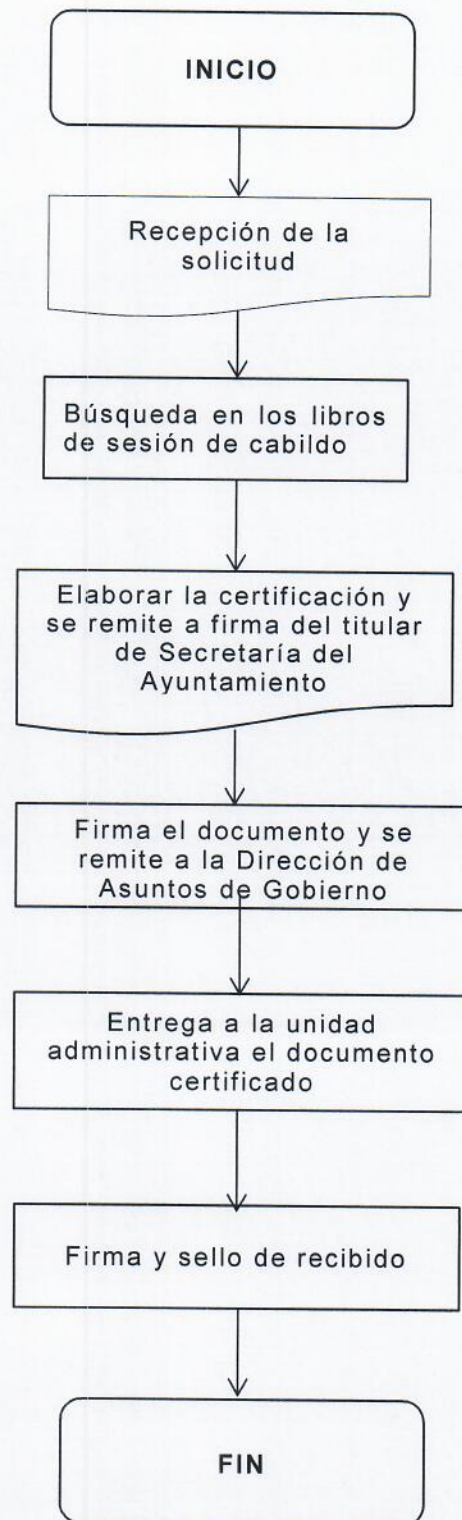 INICIO
Recepción de la
solicitud
Búsqueda en los libros
de sesión de cabildo
Elaborar la certificación y
se remite a firma del titular
de Secretaría del
Ayuntamiento
Firma el documento y se
remite a la Dirección de
Asuntos de Gobierno
Entrega a la unidad
administrativa el documento
certificado
Firma y sello de recibido
FIN